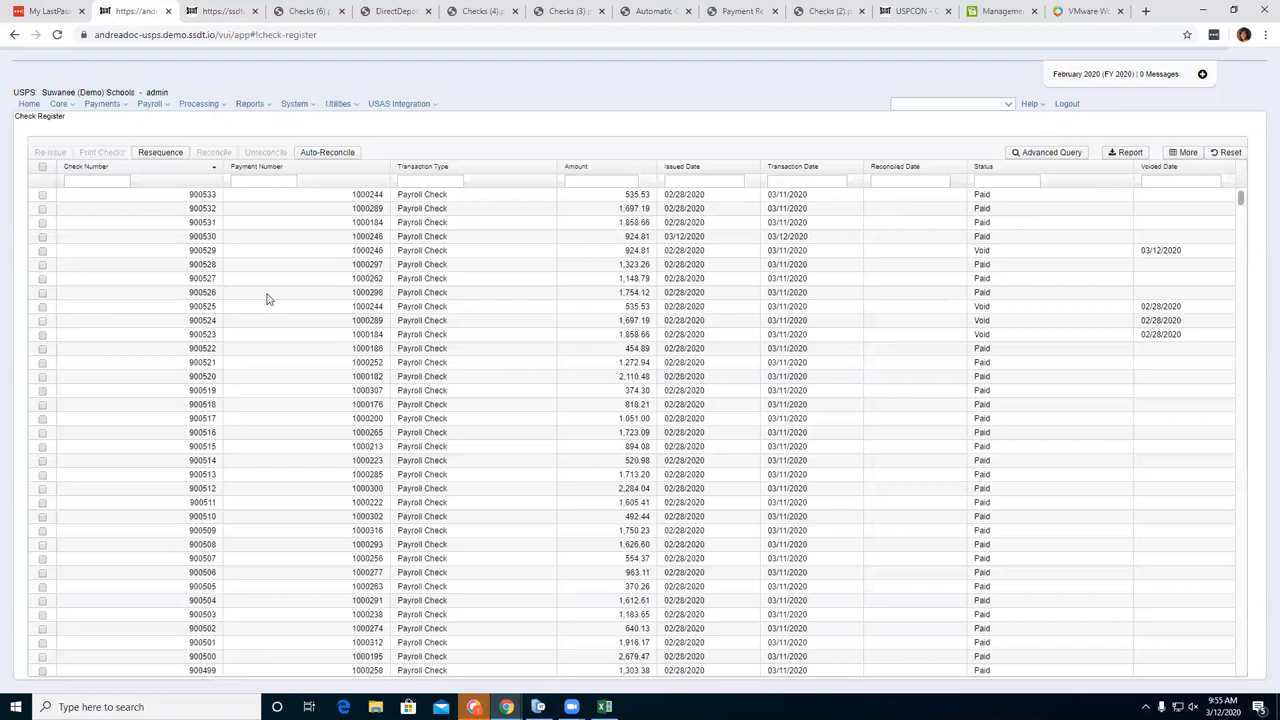 My LastPass
https://andr
https://ssdt
Checks (6).p
DirectDepos
Checks (4).p
Checks (3).p
Automatic C
Payment Re
Checks (2).p
USPCON - C
Managemen
VMware Wo
andreadoc-usps.demo.ssdt.io/vui/app#!check-register
February 2020 (FY 2020) | 0 Messages
USPS: Suwanee (Demo) Schools - admin
Home Core Payments Payroll Processing Reports System Utilities USAS Integration Help Logout
Check Register
Re-issue Print Checks Resequence Reconcile Unreconcile Auto-Reconcile Advanced Query Report More Reset
Check Number Payment Number Transaction Type Amount Issued Date Transaction Date Reconciled Date Status Voided Date
900533 1000244 Payroll Check 535.53 02/28/2020 03/11/2020 Paid
900532 1000289 Payroll Check 1,697.19 02/28/2020 03/11/2020 Paid
900531 1000184 Payroll Check 1,858.66 02/28/2020 03/11/2020 Paid
900530 1000246 Payroll Check 924.81 03/12/2020 03/12/2020 Paid
900529 1000246 Payroll Check 924.81 02/28/2020 03/11/2020 Void 03/12/2020
900528 1000297 Payroll Check 1,323.26 02/28/2020 03/11/2020 Paid
900527 1000262 Payroll Check 1,148.79 02/28/2020 03/11/2020 Paid
900526 1000298 Payroll Check 1,754.12 02/28/2020 03/11/2020 Paid
900525 1000244 Payroll Check 535.53 02/28/2020 03/11/2020 Void 02/28/2020
900524 1000289 Payroll Check 1,697.19 02/28/2020 03/11/2020 Void 02/28/2020
900523 1000184 Payroll Check 1,858.66 02/28/2020 03/11/2020 Void 02/28/2020
900522 1000186 Payroll Check 454.89 02/28/2020 03/11/2020 Paid
900521 1000252 Payroll Check 1,272.94 02/28/2020 03/11/2020 Paid
900520 1000182 Payroll Check 2,110.48 02/28/2020 03/11/2020 Paid
900519 1000307 Payroll Check 374.30 02/28/2020 03/11/2020 Paid
900518 1000176 Payroll Check 818.21 02/28/2020 03/11/2020 Paid
900517 1000200 Payroll Check 1,051.00 02/28/2020 03/11/2020 Paid
900516 1000265 Payroll Check 1,723.09 02/28/2020 03/11/2020 Paid
900515 1000213 Payroll Check 894.08 02/28/2020 03/11/2020 Paid
900514 1000223 Payroll Check 520.98 02/28/2020 03/11/2020 Paid
900513 1000285 Payroll Check 1,713.20 02/28/2020 03/11/2020 Paid
900512 1000300 Payroll Check 2,284.04 02/28/2020 03/11/2020 Paid
900511 1000222 Payroll Check 1,605.41 02/28/2020 03/11/2020 Paid
900510 1000302 Payroll Check 492.44 02/28/2020 03/11/2020 Paid
900509 1000316 Payroll Check 1,750.23 02/28/2020 03/11/2020 Paid
900508 1000293 Payroll Check 1,626.60 02/28/2020 03/11/2020 Paid
900507 1000256 Payroll Check 554.37 02/28/2020 03/11/2020 Paid
900506 1000277 Payroll Check 963.11 02/28/2020 03/11/2020 Paid
900505 1000263 Payroll Check 370.26 02/28/2020 03/11/2020 Paid
900504 1000291 Payroll Check 1,612.61 02/28/2020 03/11/2020 Paid
900503 1000238 Payroll Check 1,183.65 02/28/2020 03/11/2020 Paid
900502 1000274 Payroll Check 640.13 02/28/2020 03/11/2020 Paid
900501 1000312 Payroll Check 1,916.17 02/28/2020 03/11/2020 Paid
900500 1000195 Payroll Check 2,679.47 02/28/2020 03/11/2020 Paid
900499 1000258 Payroll Check 1,303.38 02/28/2020 03/11/2020 Paid
Type here to search
9:55 AM
3/12/2020